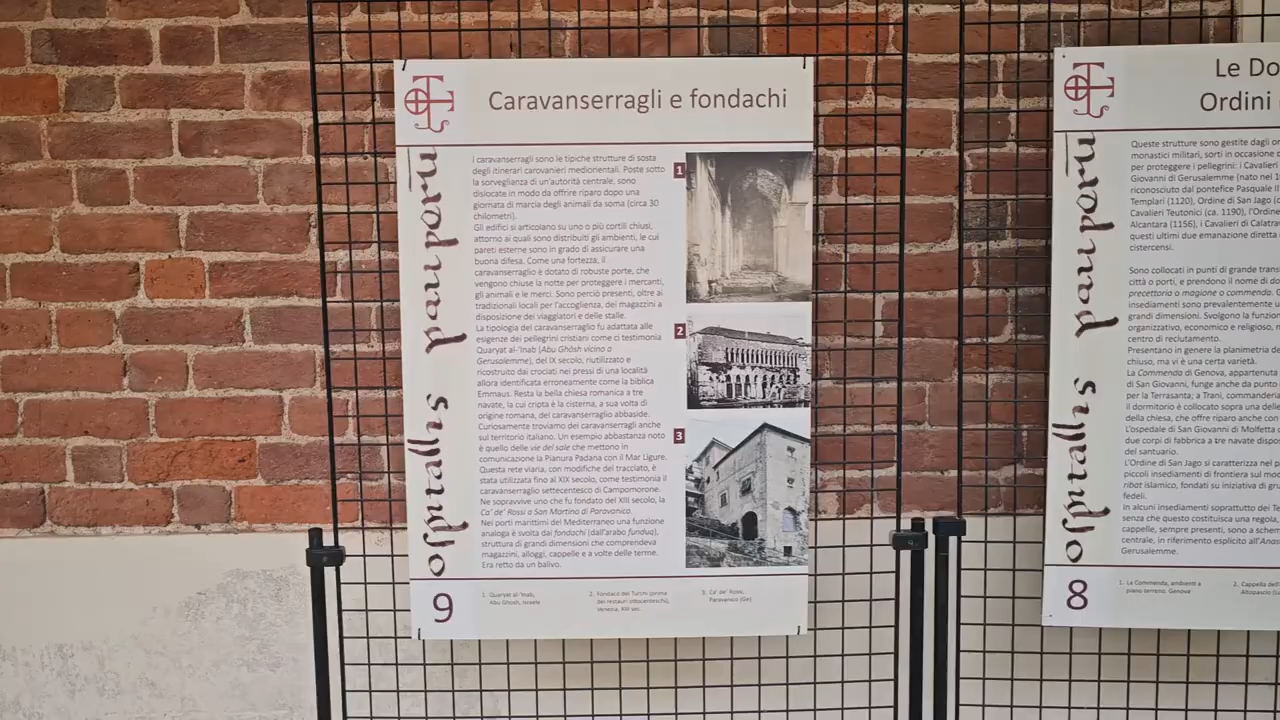 Caravanserragli e fondachi
ospitalis pauperum
I caravanserragli sono le tipiche strutture di sosta
degli itinerari carovanieri mediorientali. Poste sotto
la sorveglianza di un'autorità centrale, sono
dislocate in modo da offrire riparo dopo una
giornata di marcia degli animali da soma (circa 30
chilometri).
Gli edifici si articolano su uno o più cortili chiusi,
attorno ai quali sono distribuiti gli ambienti, le cui
pareti esterne sono in grado di assicurare una
buona difesa. Come una fortezza, il
caravanserraglio è dotato di robuste porte, che
vengono chiuse la notte per proteggere i mercanti,
gli animali e le merci. Sono perciò presenti, oltre ai
tradizionali locali per l'accoglienza, dei magazzini a
disposizione dei viaggiatori e delle stalle.
La tipologia del caravanserraglio fu adattata alle
esigenze dei pellegrini cristiani come ci testimonia
Quaryat al-'Inab (Abu Ghósh vicino a
Gerusalemme), del IX secolo, riutilizzato e
ricostruito dai crociati nei pressi di una località
allora identificata erroneamente come la biblica
Emmaus. Resta la bella chiesa romanica a tre
navate, la cui cripta è la cisterna, a sua volta di
origine romana, del caravanserraglio abbaside.
Curiosamente troviamo dei caravanserragli anche
sul territorio italiano. Un esempio abbastanza noto
è quello delle vie del sale che mettono in
comunicazione la Pianura Padana con il Mar Ligure.
Questa rete viaria, con modifiche del tracciato, è
stata utilizzata fino al XIX secolo, come testimonia il
caravanserraglio settecentesco di Campomorone.
Ne sopravvive uno che fu fondato del XIII secolo, la
Ca' de' Rossi a San Martino di Paravanico.
Nei porti marittimi del Mediterraneo una funzione
analoga è svolta dai fondachi (dall'arabo funduq),
struttura di grandi dimensioni che comprendeva
magazzini, alloggi, cappelle e a volte delle terme.
Era retto da un balivo.
1
2
3
9
1. Quaryat al-'Inab,
Abu Ghosh, Israele
2. Fondaco dei Turchi (prima
dei restauri ottocenteschi),
Venezia, XIII sec.
3. Ca' de' Rossi,
Paravanico (Ge)
Le Do
Ordini
ospitalis pauperum
Queste strutture sono gestite dagli or
monastici militari, sorti in occasione d
per proteggere i pellegrini: i Cavalieri
Giovanni di Gerusalemme (nato nel 1
riconosciuto dal pontefice Pasquale I
Templari (1120), Ordine di San Jago (
Cavalieri Teutonici (ca. 1190), l'Ordine
Alcantara (1156), i Cavalieri di Calatra
questi ultimi due emanazione diretta
cistercensi.
Sono collocati in punti di grande trans
città o porti, e prendono il nome di do
precettoria o magione o commenda.
insediamenti sono prevalentemente u
grandi dimensioni. Svolgono la funzion
organizzativo, economico e religioso,
centro di reclutamento.
Presentano in genere la planimetria de
chiuso, ma vi è una certa varietà.
La Commenda di Genova, appartenuta
di San Giovanni, funge anche da punto
per la Terrasanta; a Trani, commanderia
il dormitorio è collocato sopra una delle
della chiesa, che offre riparo anche con
L'ospedale di San Giovanni di Molfetta
due corpi di fabbrica a tre navate dispo
del santuario.
L'Ordine di San Jago si caratterizza nel p
piccoli insediamenti di frontiera sul mod
ribat islamico, fondati su iniziativa di gru
fedeli.
In alcuni insediamenti soprattutto dei Te
senza che questo costituisca una regola,
cappelle, sempre presenti, sono a schem
centrale, in riferimento esplicito all'Anas
Gerusalemme.
8
1. La Commenda, ambienti a
piano terreno. Genova
2. Cappella dell'
Altopascio (Lu